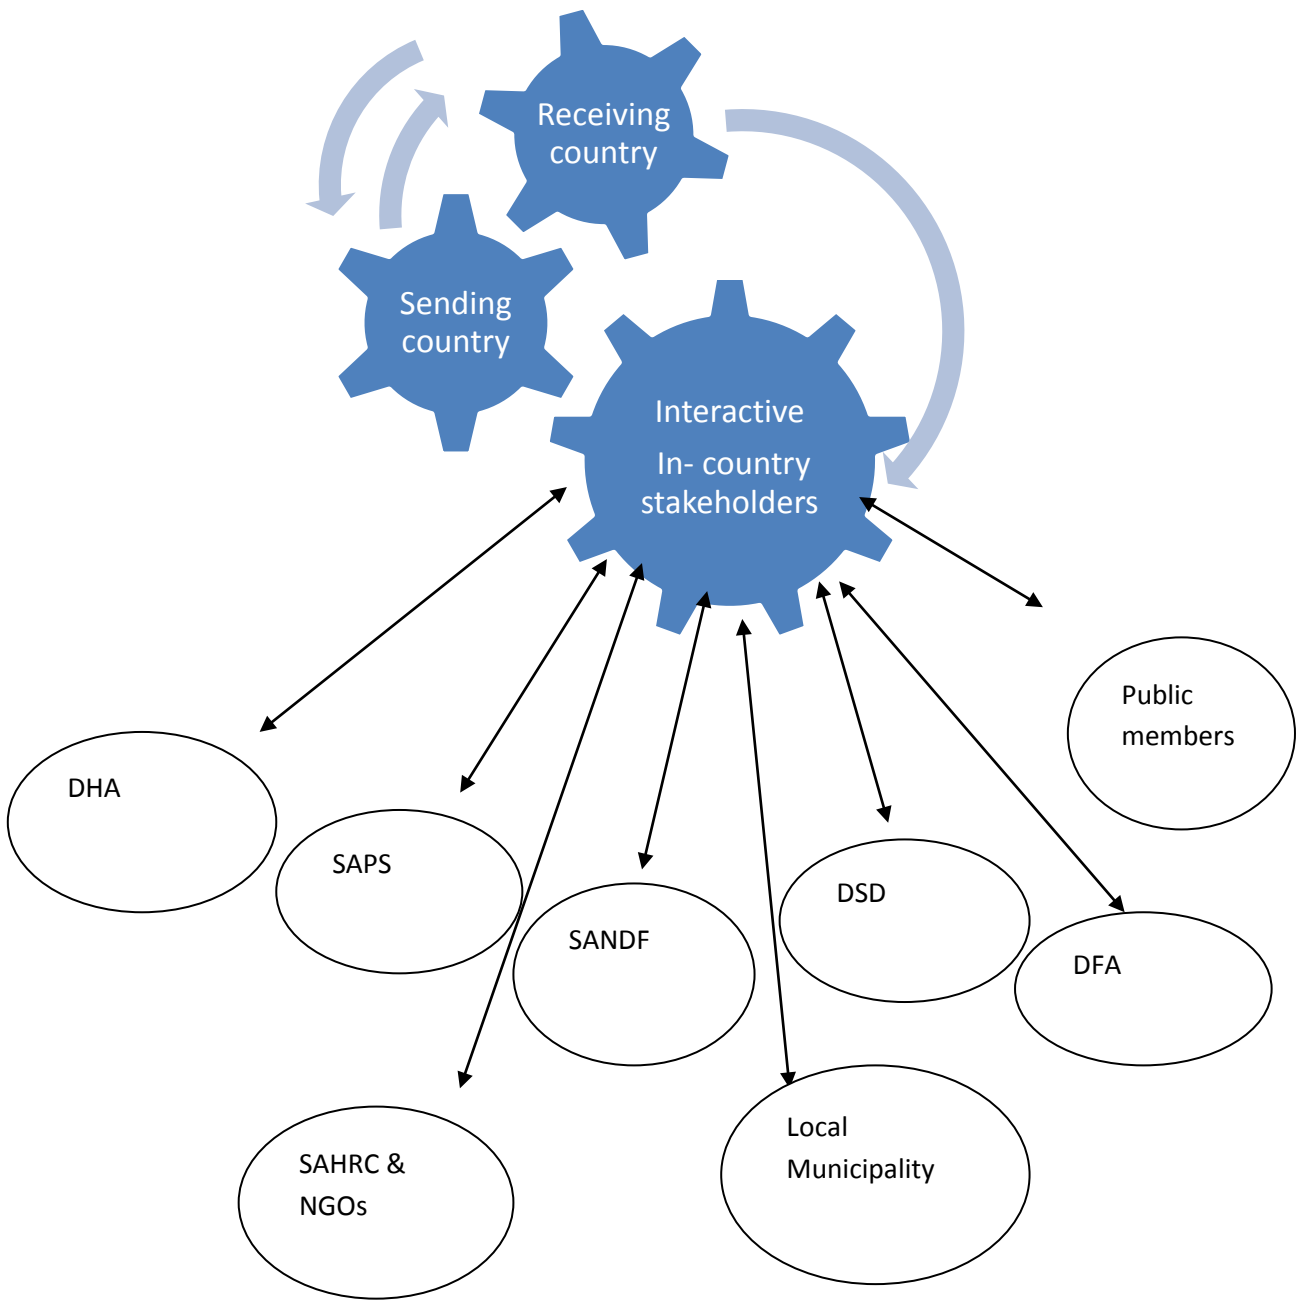 Receiving
country
Sending
country
Interactive
In- country
stakeholders
Public
members
DHA
SAPS
DSD
SANDF
DFA
Local
Municipality
SAHRC &
NGOs